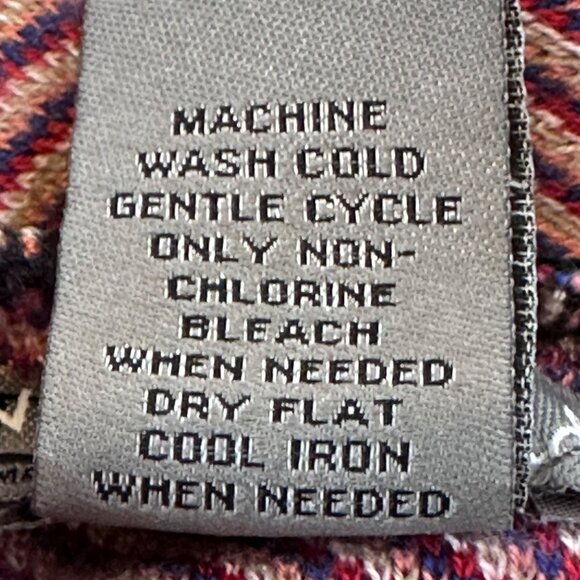 MACHINE
WASH COLD
GENTLE CYCLE
ONLY NON-
CHLORINE
BLEACH
WHEN NEEDED
DRY FLAT
COOL IRON
WHEN NEEDED